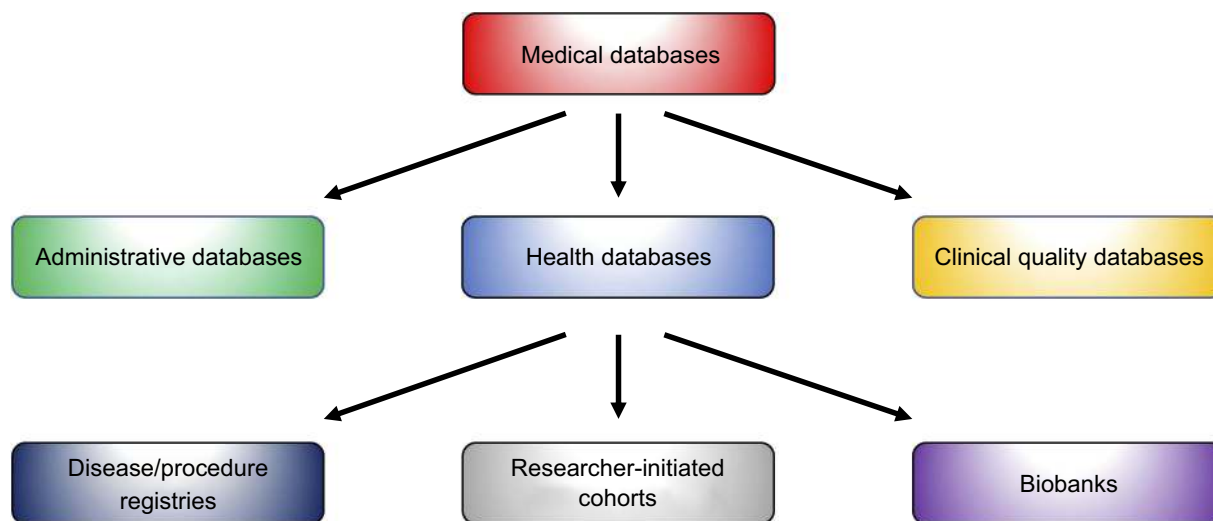 Medical databases
Administrative databases
Health databases
Clinical quality databases
Disease/procedure
registries
Researcher-initiated
cohorts
Biobanks